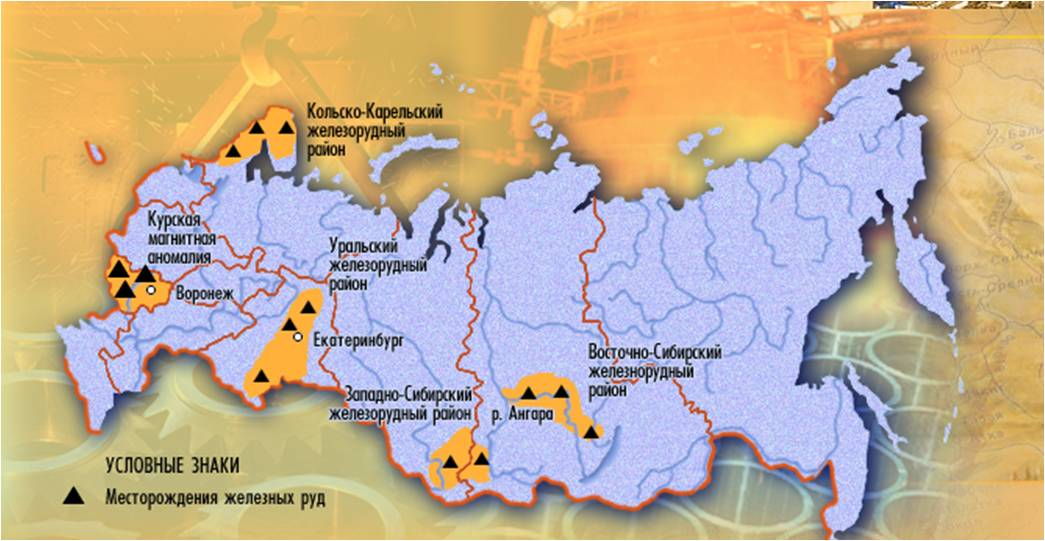 Кольско-Карельский
железорудный
район
Курская
магнитная
аномалия
Воронеж
Уральский
железорудный
район
Екатеринбург
Западно-Сибирский
железорудный район
р. Ангара
Восточно-Сибирский
железнорудный
район
УСЛОВНЫЕ ЗНАКИ
Месторождения железных руд